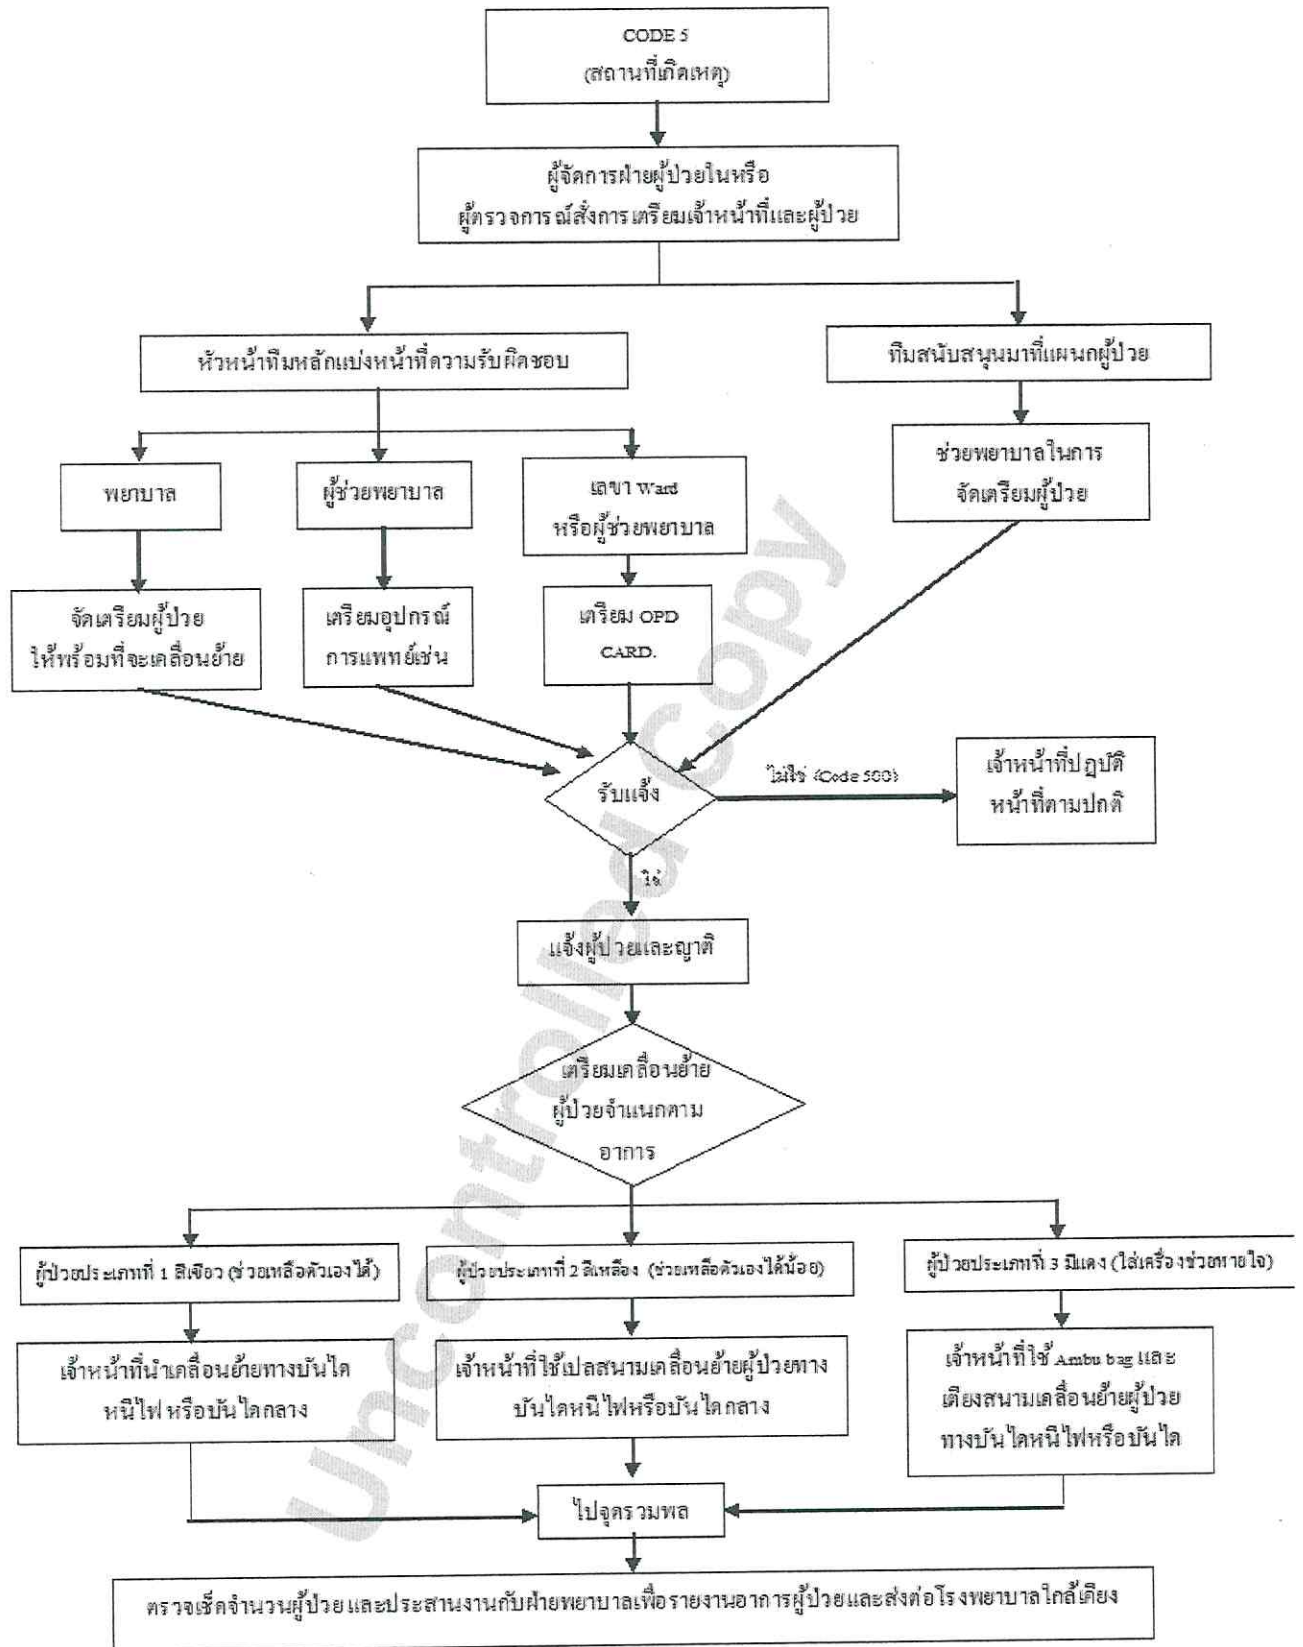 CODE 5
(สถานที่เกิดเหตุ)
ผู้จัดการฝ่ายผู้ป่วยในหรือ
ผู้ตรวจการณ์สั่งการเตรียมเจ้าหน้าที่และผู้ป่วย
หัวหน้าทีมหลักแบ่งหน้าที่ความรับผิดชอบ
ทีมสนับสนุนมาที่แผนกผู้ป่วย
พยาบาล
ผู้ช่วยพยาบาล
เลขา Ward
หรือผู้ช่วยพยาบาล
ช่วยพยาบาลในการ
จัดเตรียมผู้ป่วย
จัดเตรียมผู้ป่วย
ให้พร้อมที่จะเคลื่อนย้าย
เตรียมอุปกรณ์
การแพทย์เช่น
เตรียม OPD
CARD.
รับแจ้ง
ไม่ใช่ (Code 500)
เจ้าหน้าที่ปฏบัติ
หน้าที่ตามปกติ
ใช่
แจ้งผู้ป่วยและญาติ
เตรียมเคลื่อนย้าย
ผู้ป่วยจำแนกตาม
อาการ
ผู้ป่วยประเภทที่ 1 สีเขียว (ช่วยเหลือตัวเองได้)
ผู้ป่วยประเภทที่ 2 สีเหลือง (ช่วยเหลือตัวเองได้น้อย)
ผู้ป่วยประเภทที่ 3 มีแดง (ใส่เครื่องช่วยหายใจ)
เจ้าหน้าที่นำเคลื่อนย้ายทางบันได
หนีไฟ หรือบันไดกลาง
เจ้าหน้าที่ใช้เปลสนามเคลื่อนย้ายผู้ป่วยทาง
บันไดหนีไฟหรือบันไดกลาง
เจ้าหน้าที่ใช้ Ambu bag และ
เตียงสนามเคลื่อนย้ายผู้ป่วย
ทางบันไดหนีไฟหรือบันได
ไปจุดรวมพล
ตรวจเช็คจำนวนผู้ป่วย และประสานงานกับฝ่ายพยาบาลเพื่อรายงานอาการผู้ป่วยและส่งต่อโรงพยาบาลใกล้เคียง
Uncontrolled Copy